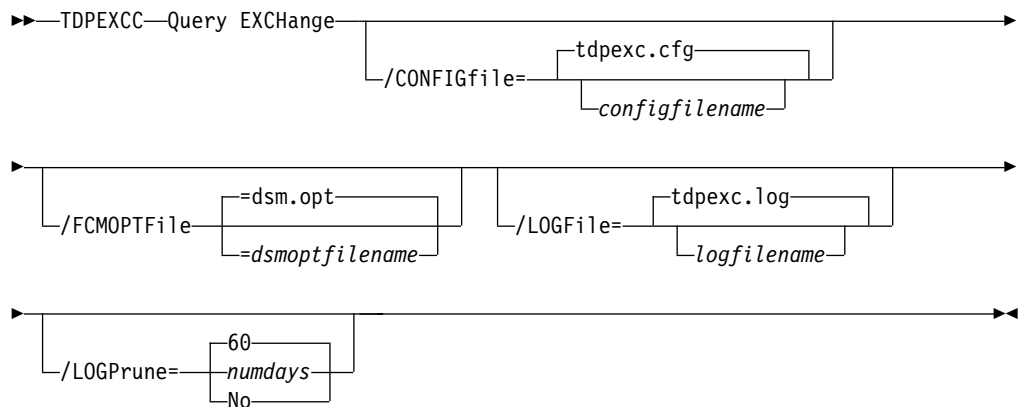 TDPEXCC Query EXCHange
tdpexc.cfg
/CONFIGfile=
configfilename
=dsm.opt
/FCMOPTFile
=dsmoptfilename
tdpexc.log
/LOGFile=
logfilename
60
/LOGPrune= numdays
No